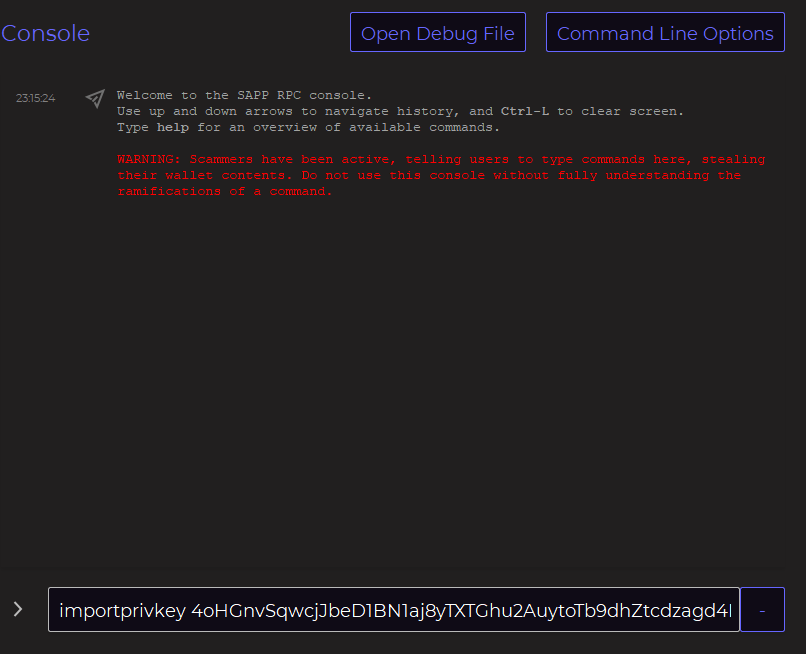 Console
Open Debug File
Command Line Options
23:15:24
Welcome to the SAPP RPC console.
Use up and down arrows to navigate history, and Ctrl-L to clear screen.
Type help for an overview of available commands.
WARNING: Scammers have been active, telling users to type commands here, stealing
their wallet contents. Do not use this console without fully understanding the
ramifications of a command.
importprivkey 4oHGnvSqwcjJbeD1BN1aj8yTXTGhu2AuytoTb9dhZtcdzagd4
-